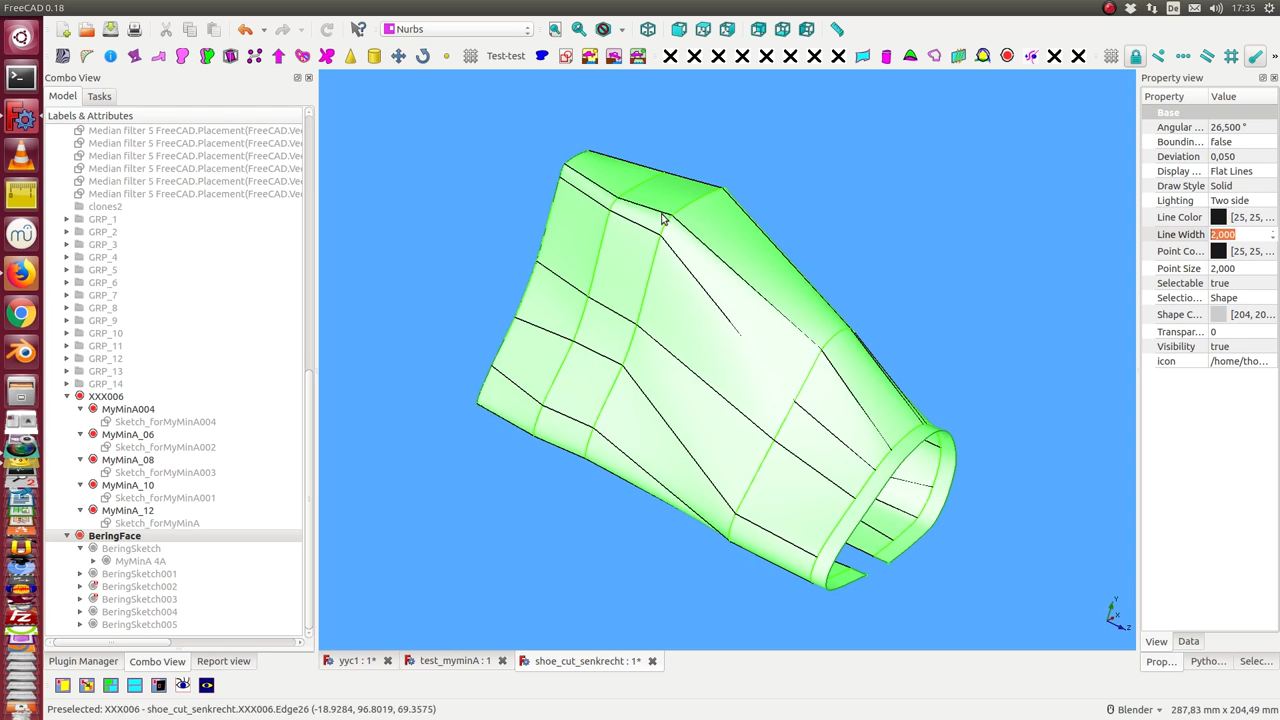 FreeCAD 0.18
De
17:35
Nurbs
Test-test
Combo View
Model
Tasks
Labels & Attributes
Median filter 5 FreeCAD.Placement(FreeCAD.Ve
Median filter 5 FreeCAD.Placement(FreeCAD.Vec
Median filter 5 FreeCAD.Placement(FreeCAD.Vec
Median filter 5 FreeCAD.Placement(FreeCAD.Vec
Median filter 5 FreeCAD.Placement(FreeCAD.Vec
Median filter 5 FreeCAD.Placement(FreeCAD.Vec
clones2
GRP_1
GRP_2
GRP_3
GRP_4
GRP_5
GRP_6
GRP_7
GRP_8
GRP_9
GRP_10
GRP_11
GRP_12
GRP_13
GRP_14
XXX006
MyMinA004
Sketch_forMyMinA004
MyMinA_06
Sketch_forMyMinA002
MyMinA_08
Sketch_forMyMinA003
MyMinA_10
Sketch_forMyMinA001
MyMinA_12
Sketch_forMyMinA
BeringFace
BeringSketch
MyMinA 4A
BeringSketch001
BeringSketch002
BeringSketch003
BeringSketch004
BeringSketch005
Plugin Manager
Combo View
Report view
Y
X
Z
yyc1 : 1*
test_myminA : 1
shoe_cut_senkrecht : 1*
Property view
Property Value
Base
Angular ... 26,500 °
Boundin... false
Deviation 0,050
Display ... Flat Lines
Draw Style Solid
Lighting Two side
Line Color [25, 25, ...
Line Width 2,000
Point Co... [25, 25, ...
Point Size 2,000
Selectable true
Selectio... Shape
Shape C... [204, 20...
Transpar... 0
Visibility true
icon /home/tho...
View
Data
Prop...
Pytho...
Selec...
Preselected: XXX006 - shoe_cut_senkrecht.XXX006.Edge26 (-18.9284, 96.8019, 69.3575)
Blender
287,83 mm x 204,49 mm